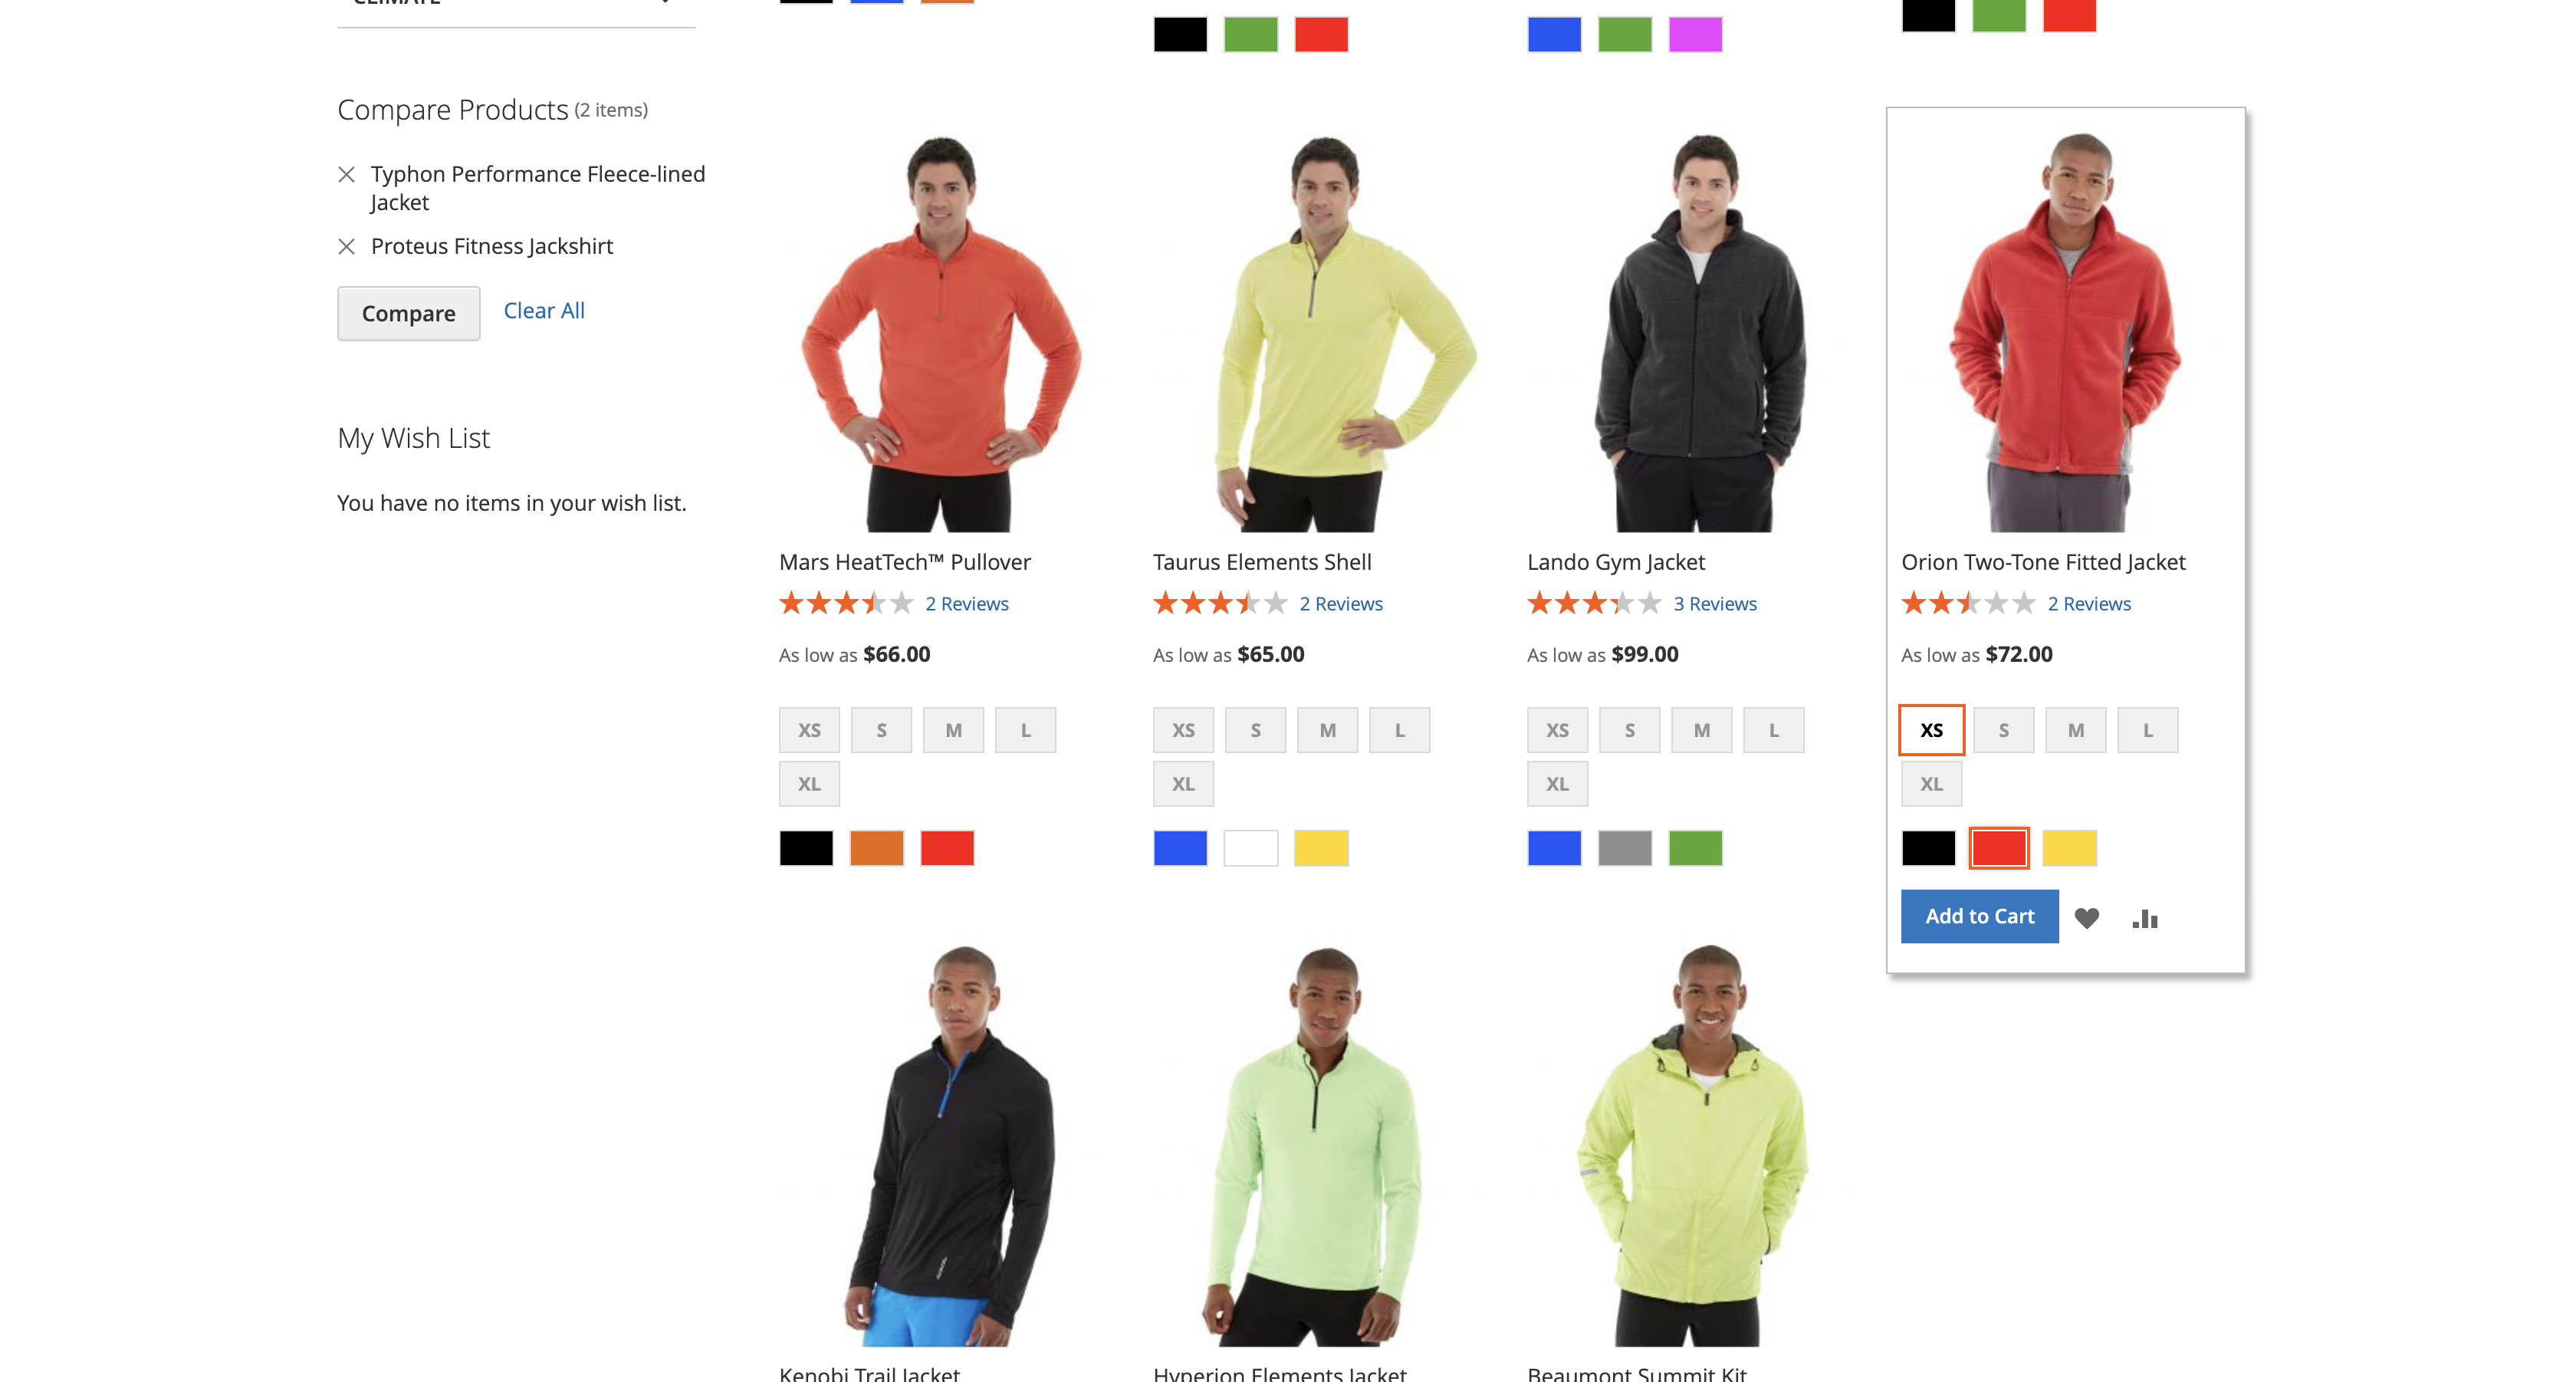 CLIMATE
Compare Products (2 items)
Typhon Performance Fleece-lined
Jacket
Proteus Fitness Jackshirt
Compare
Clear All
My Wish List
You have no items in your wish list.
Mars HeatTech™ Pullover
2 Reviews
As low as $66.00
XS S M L
XL
Taurus Elements Shell
2 Reviews
As low as $65.00
XS S M L
XL
Lando Gym Jacket
3 Reviews
As low as $99.00
XS S M L
XL
Orion Two-Tone Fitted Jacket
2 Reviews
As low as $72.00
XS S M L
XL
Add to Cart
Kenobi Trail Jacket
Hyperion Elements Jacket
Beaumont Summit Kit